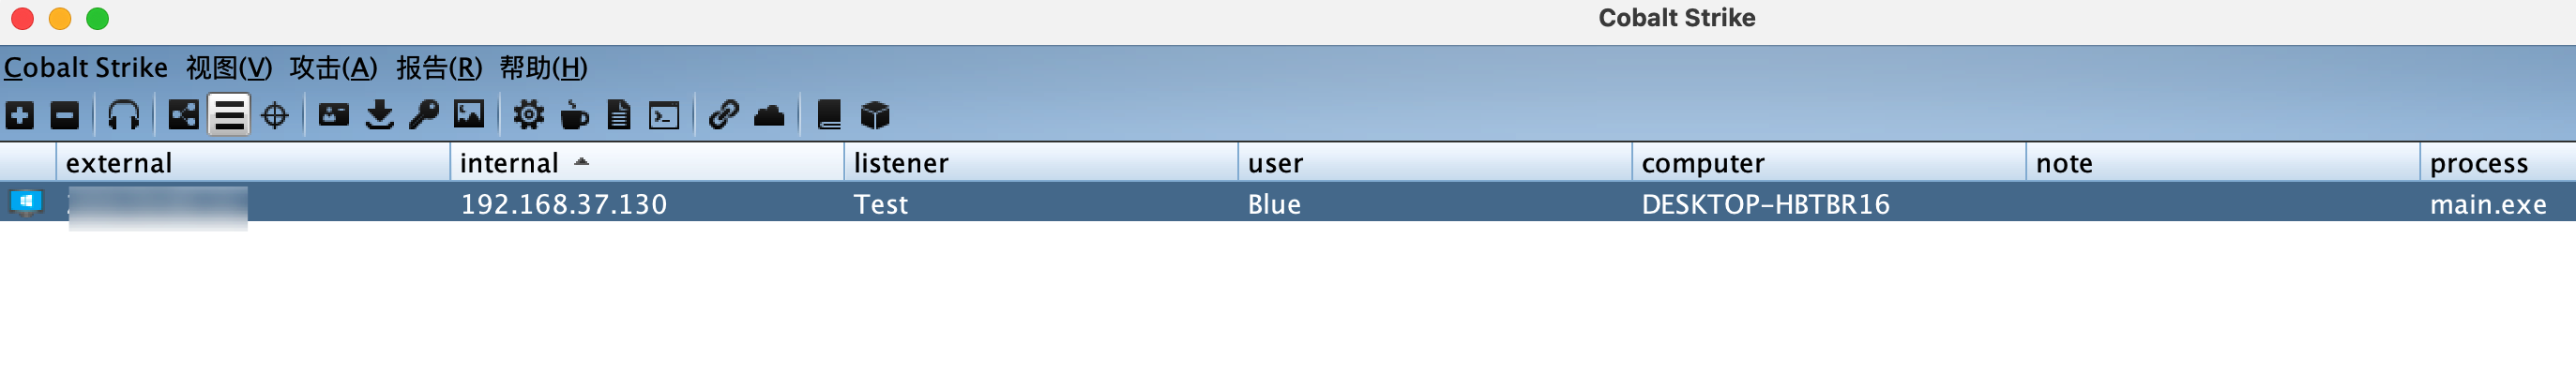 Cobalt Strike
Cobalt Strike 视图(V) 攻击(A) 报告(R) 帮助(H)
external internal listener user computer note process
192.168.37.130 Test Blue DESKTOP-HBTBR16 main.exe